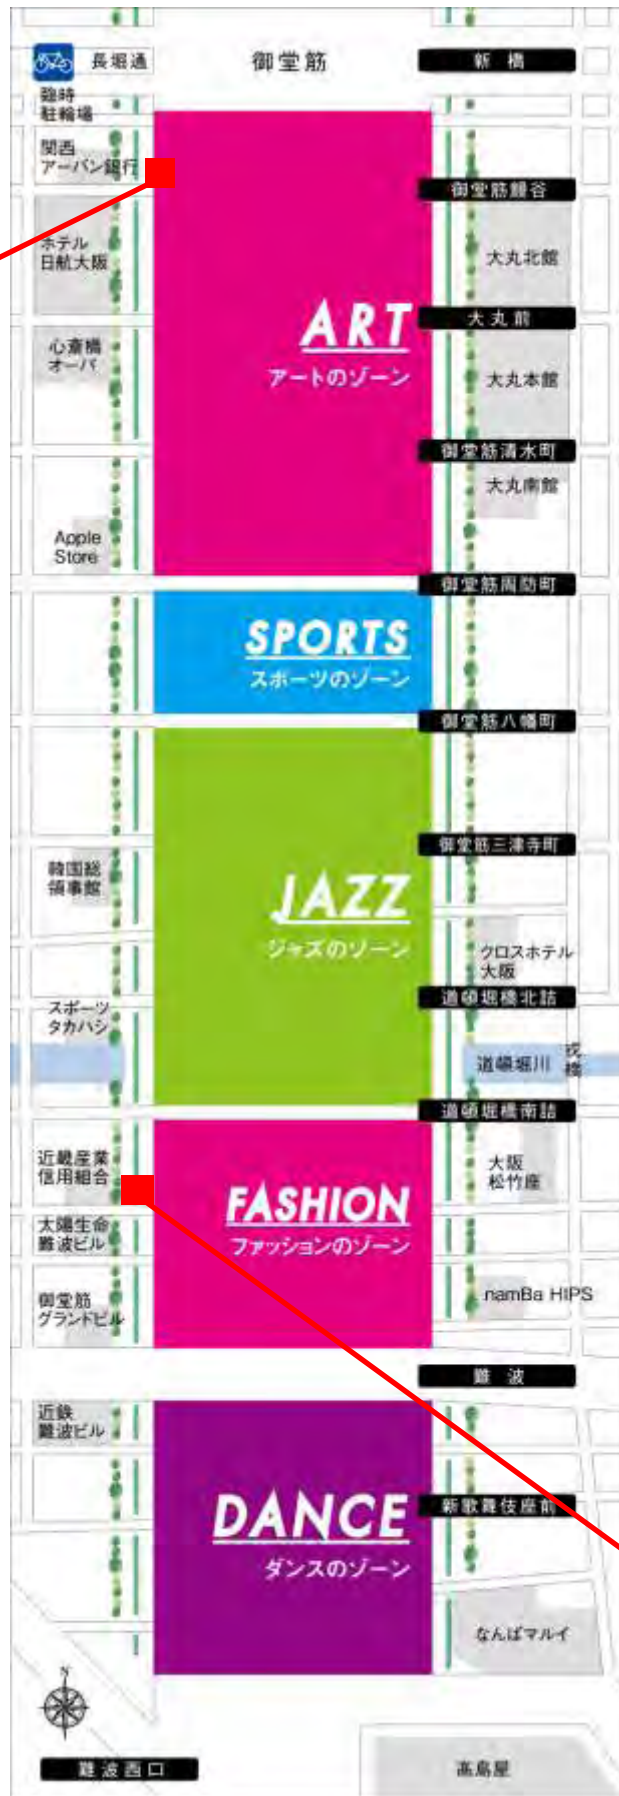 長堀通
御堂筋
新橋
臨時
駐輪場
関西
アーバン銀行
御堂筋鰻谷
ホテル
日航大阪
大丸北館
大丸前
ART
アートのゾーン
心斎橋
オーパ
大丸本館
御堂筋清水町
大丸南館
Apple
Store
御堂筋周防町
SPORTS
スポーツのゾーン
御堂筋八幡町
御堂筋三津寺町
韓国総
領事館
JAZZ
ジャズのゾーン
クロスホテル
大阪
道頓堀橋北詰
スポーツ
タカハシ
道頓堀川
戎
橋
道頓堀橋南詰
近畿産業
信用組合
大阪
松竹座
FASHION
ファッションのゾーン
太陽生命
難波ビル
御堂筋
グランドビル
namBa HIPS
難波
近鉄
難波ビル
DANCE
ダンスのゾーン
新歌舞伎座前
なんばマルイ
N
難波西口
高島屋